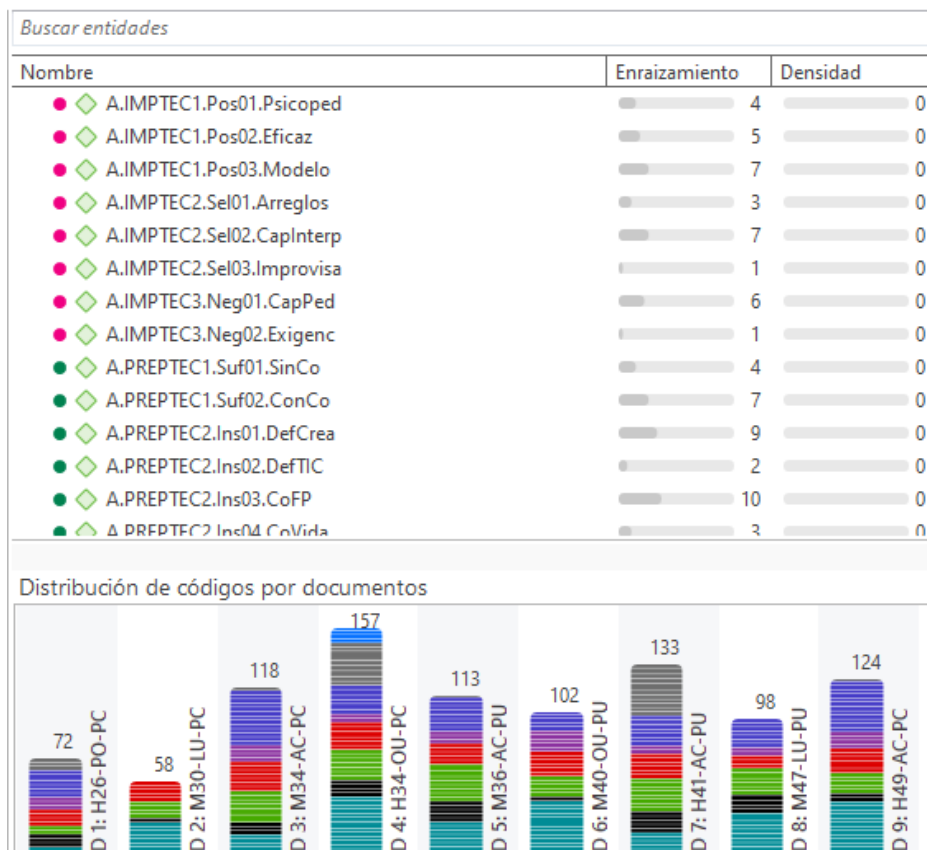 Buscar entidades
Nombre Enraizamiento Densidad
A.IMPTEC1.Pos01.Psicoped 4 0
A.IMPTEC1.Pos02.Eficaz 5 0
A.IMPTEC1.Pos03.Modelo 7 0
A.IMPTEC2.Sel01.Arreglos 3 0
A.IMPTEC2.Sel02.CapInterp 7 0
A.IMPTEC2.Sel03.Improvisa 1 0
A.IMPTEC3.Neg01.CapPed 6 0
A.IMPTEC3.Neg02.Exigenc 1 0
A.PREPTEC1.Suf01.SinCo 4 0
A.PREPTEC1.Suf02.ConCo 7 0
A.PREPTEC2.Ins01.DefCrea 9 0
A.PREPTEC2.Ins02.DefTIC 2 0
A.PREPTEC2.Ins03.CoFP 10 0
A.PREPTEC2.Ins04.CoVida 3 0
Distribución de códigos por documentos
72
D 1: H26-PO-PC
58
D 2: M30-LU-PC
118
D 3: M34-AC-PC
157
D 4: H34-OU-PC
113
D 5: M36-AC-PU
102
D 6: M40-OU-PU
133
D 7: H41-AC-PU
98
D 8: M47-LU-PU
124
D 9: H49-AC-PC